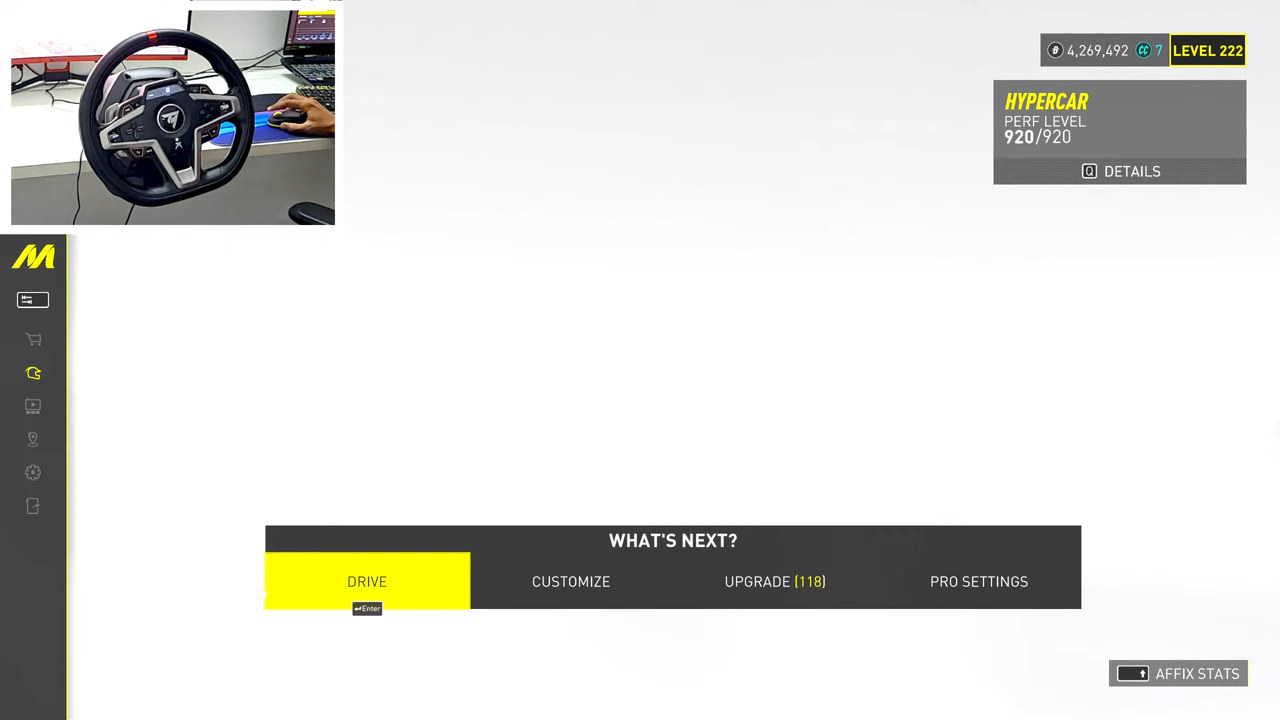 4,269,492 CC 7 LEVEL 222
HYPERCAR
PERF LEVEL
920/920
Q DETAILS
WHAT'S NEXT?
DRIVE CUSTOMIZE UPGRADE (118) PRO SETTINGS
Enter
AFFIX STATS